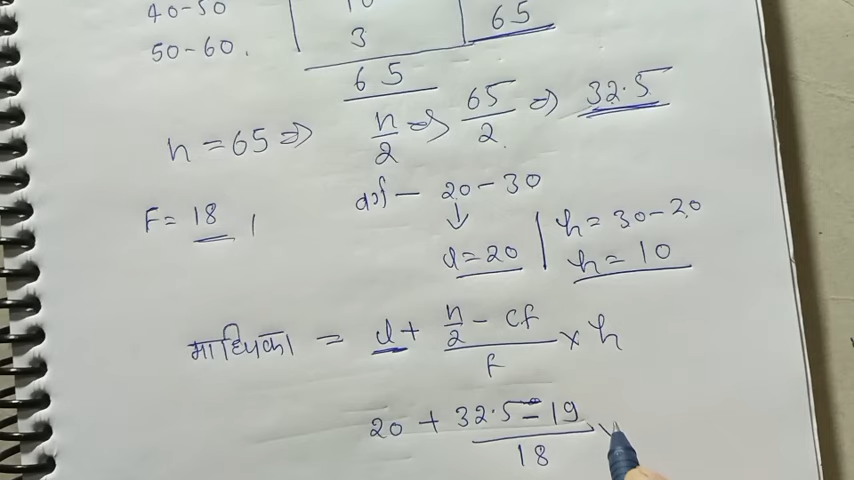 40-50 10 65
50-60. 3
65
n = 65 ⇒ n/2 ⇒ 65/2 ⇒ 32.5
F = 18 | वर्ग - 20-30
↓
l = 20 | h = 30-20
h = 10
माध्यिका = l + (n/2 - cf)/f × h
20 + (32.5 - 19)/18